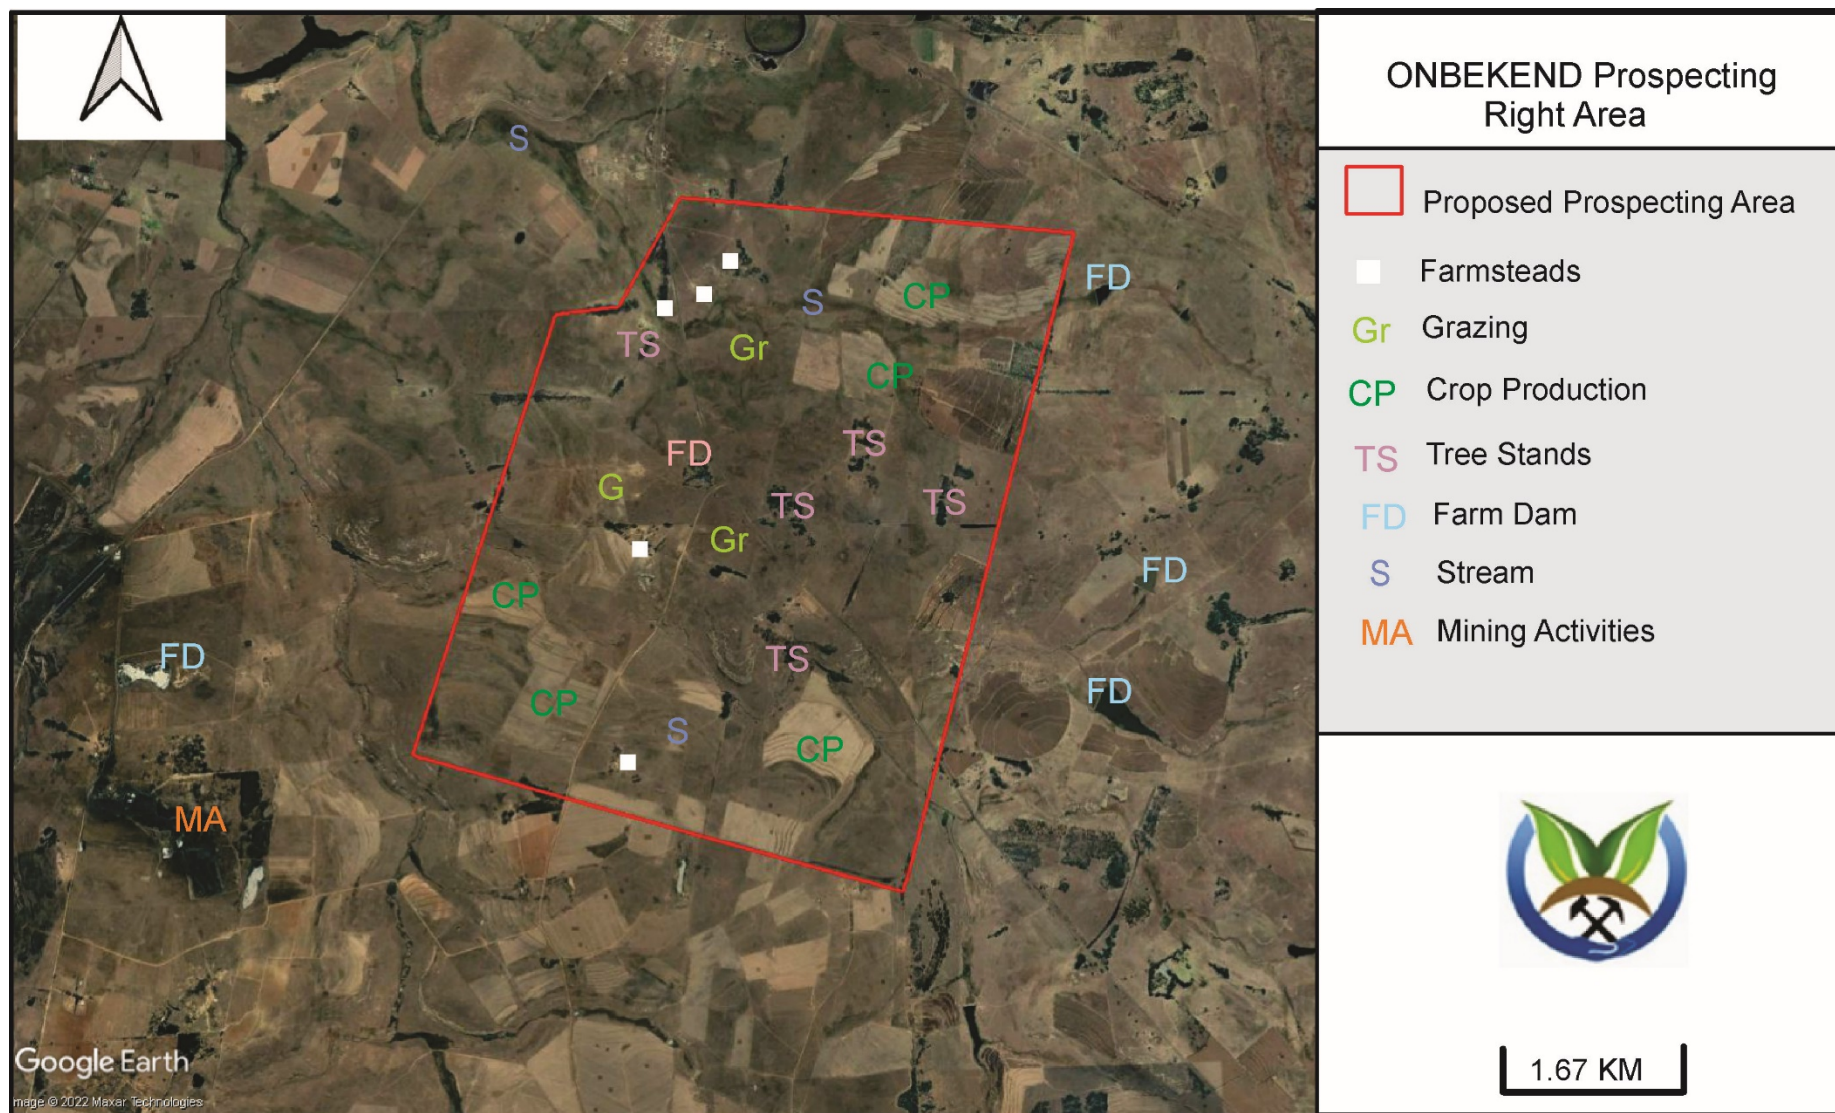 ONBEKEND Prospecting
Right Area
Proposed Prospecting Area
Farmsteads
Gr Grazing
CP Crop Production
TS Tree Stands
FD Farm Dam
S Stream
MA Mining Activities
1.67 KM
S
FD
CP
S
TS
Gr
CP
TS
FD
G
TS
TS
Gr
FD
CP
FD
TS
FD
CP
S
CP
MA
Google Earth
mage © 2022 Maxar Technologies